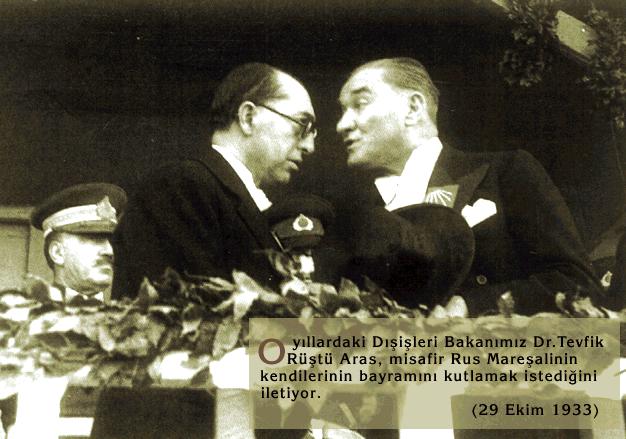 O yıllardaki Dışişleri Bakanımız Dr.Tevfik
Rüştü Aras, misafir Rus Mareşalinin
kendilerinin bayramını kutlamak istediğini
iletiyor.
(29 Ekim 1933)